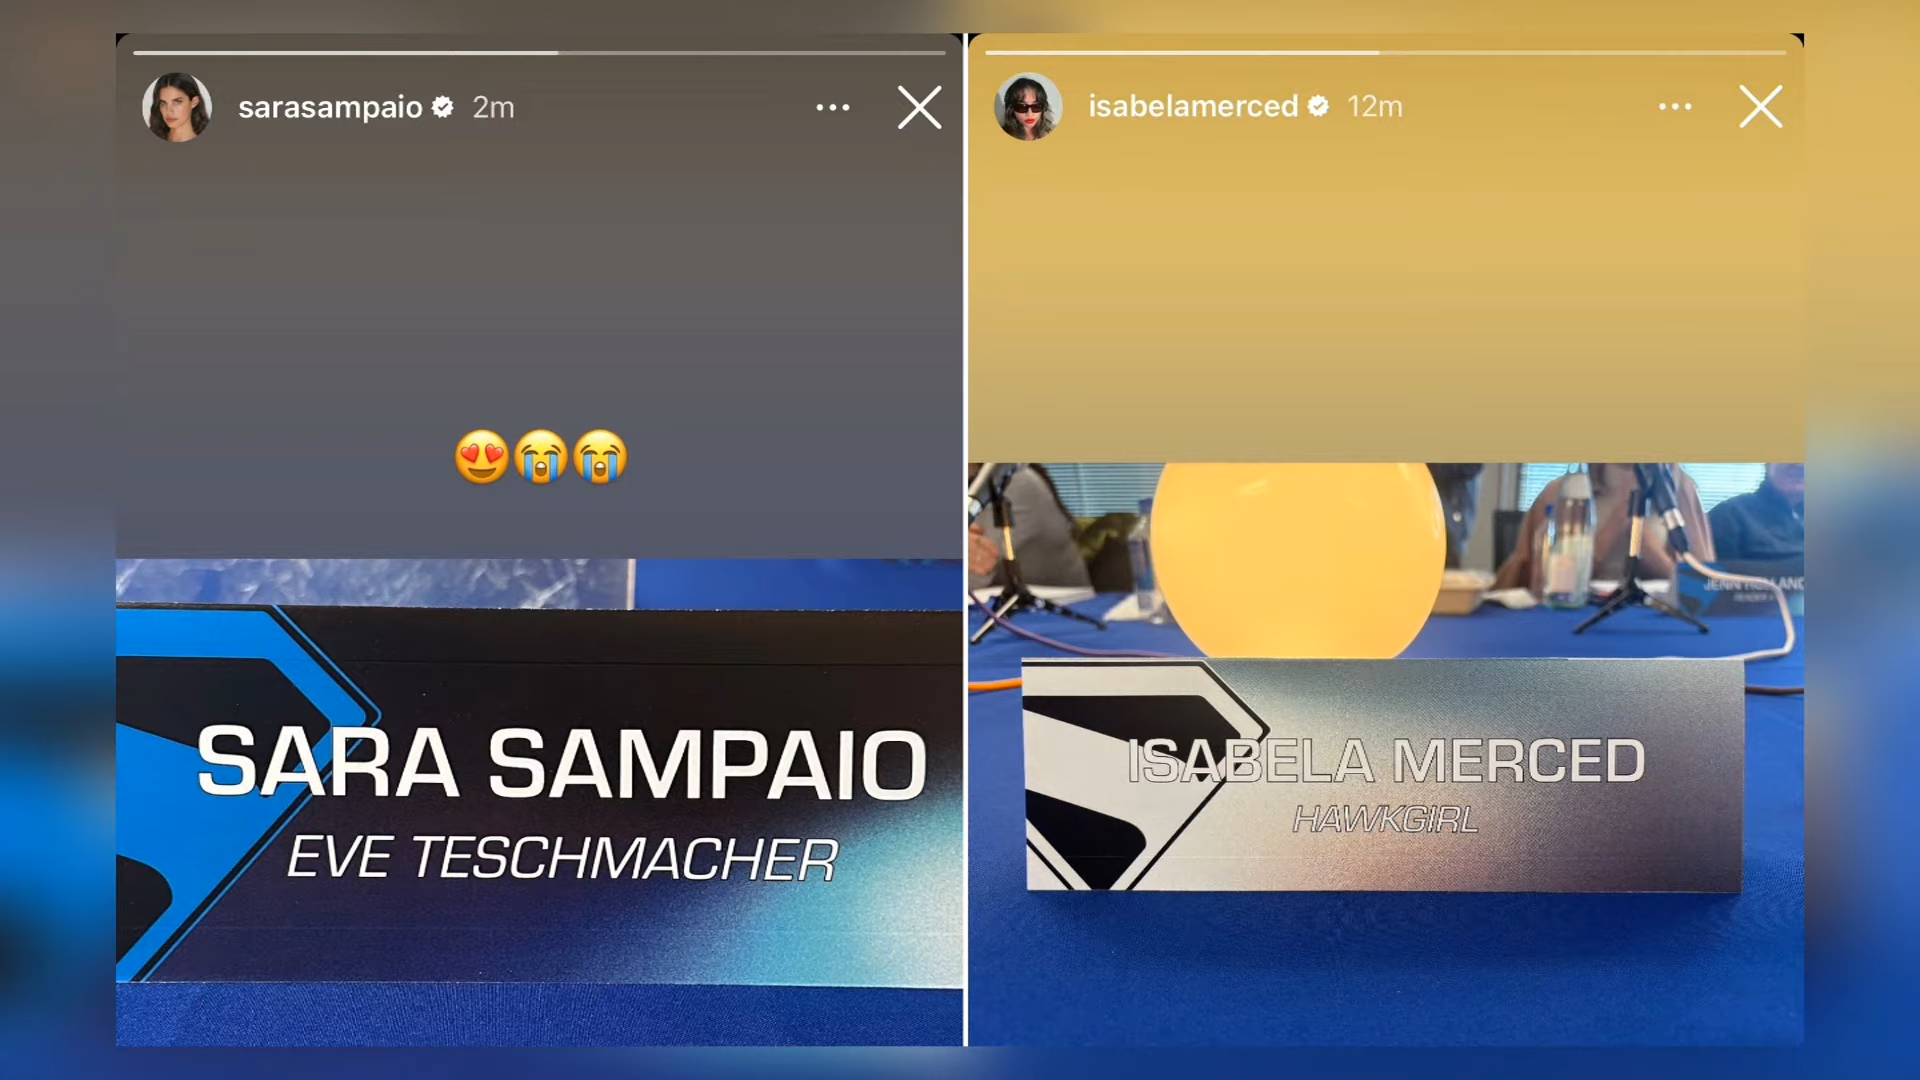 sarasampaio 2m
😍😭😭
SARA SAMPAIO
EVE TESCHMACHER
isabelamerced 12m
ISABELA MERCED
HAWKGIRL